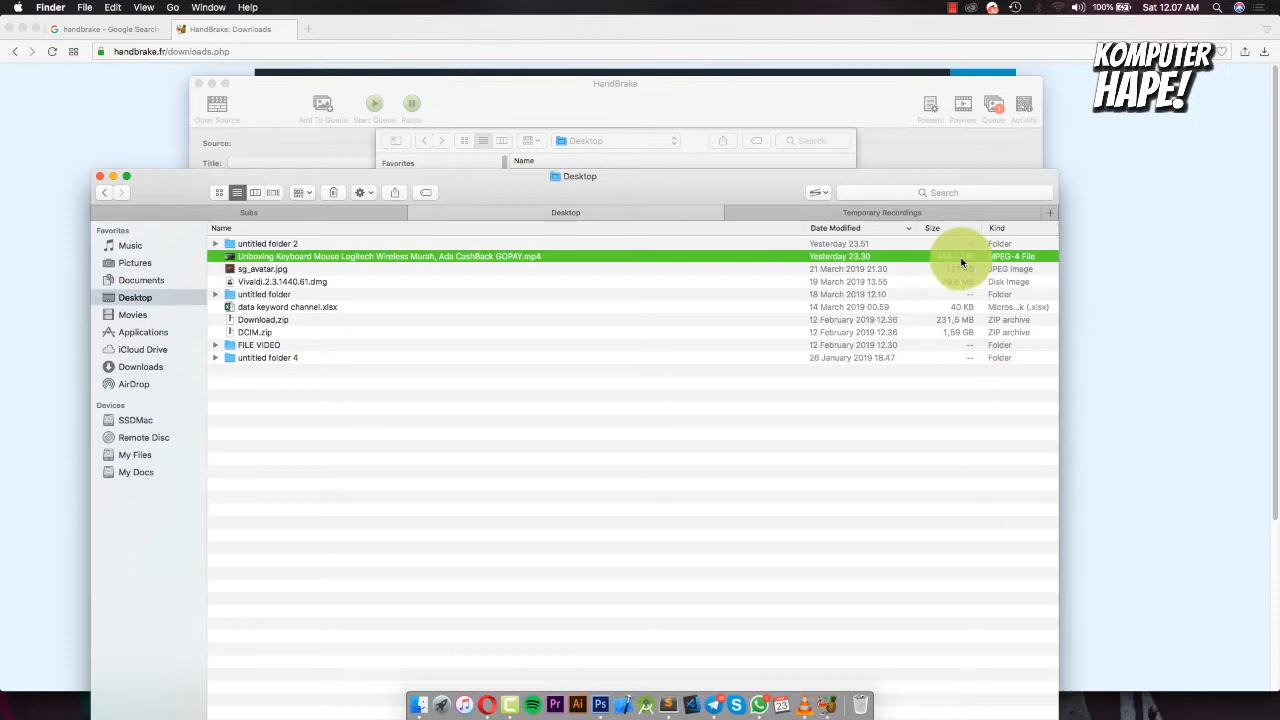 Finder File Edit View Go Window Help 100% Sat 12.07 AM
handbrake - Google Search HandBrake: Downloads
handbrake.fr/downloads.php
KOMPUTER
HAPE!
HandBrake
Open Source Add To Queue Start Queue Pause Presets Preview Queue Activity
Source:
Desktop Search
Title: Favorites Name
Desktop
Search
Subs Desktop Temporary Recordings
Favorites Name Date Modified Size Kind
Music untitled folder 2 Yesterday 23.51 -- Folder
Unboxing Keyboard Mouse Logitech Wireless Murah, Ada CashBack GOPAY.mp4 Yesterday 23.30 MPEG-4 File
Pictures sg_avatar.jpg 21 March 2019 21.30 JPEG image
Documents Vivaldi.2.3.1440.61.dmg 19 March 2019 13.55 MB Disk Image
Desktop untitled folder 18 March 2019 12.10 -- Folder
Movies data keyword channel.xlsx 14 March 2019 00.59 40 KB Micros...k (.xlsx)
Download.zip 12 February 2019 12.36 231,5 MB ZIP archive
Applications DCIM.zip 12 February 2019 12.36 1,59 GB ZIP archive
iCloud Drive FILE VIDEO 12 February 2019 12.30 -- Folder
untitled folder 4 26 January 2019 18.47 -- Folder
Downloads
AirDrop
Devices
SSDMac
Remote Disc
My Files
My Docs
Pr Ai Ps 23